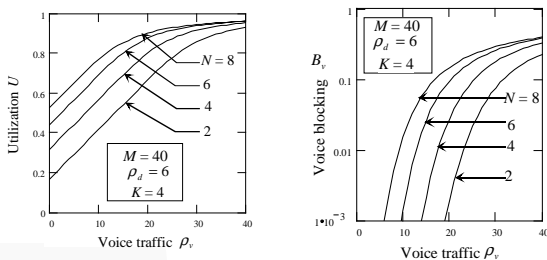 1
0.8
0.6
0.4
0.2
0
Utilization U
N = 8
6
4
2
M = 40
ρd = 6
K = 4
0 10 20 30 40
Voice traffic ρv
M = 40
ρd = 6
K = 4
1
Bv
0.1
0.01
1•10⁻³
Voice blocking
N = 8
6
4
2
0 10 20 30 40
Voice traffic ρv